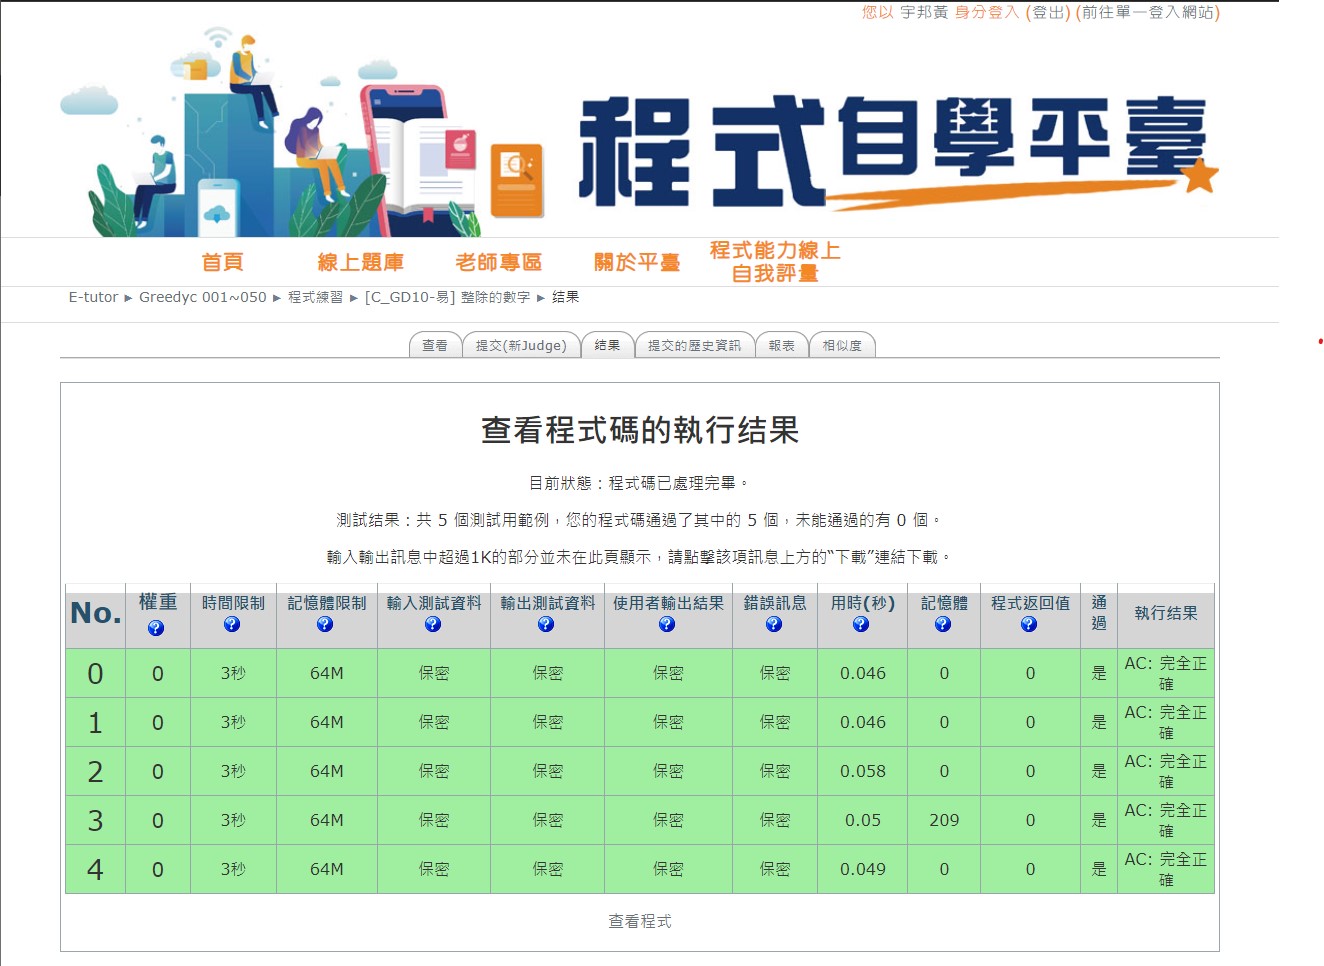 您以 宇邦黃 身分登入 (登出) (前往單一登入網站)
程式自學平臺
首頁 線上題庫 老師專區 關於平臺 程式能力線上
自我評量
E-tutor ► Greedyc 001~050 ► 程式練習 ► [C_GD10-易] 整除的數字 ► 結果
查看 提交(新Judge) 結果 提交的歷史資訊 報表 相似度
查看程式碼的執行结果
目前狀態：程式碼已處理完畢。
測試结果：共 5 個測試用範例，您的程式碼通過了其中的 5 個，未能通過的有 0 個。
輸入輸出訊息中超過1K的部分並未在此頁顯示，請點擊該項訊息上方的“下載”連結下載。
No. 權重 時間限制 記憶體限制 輸入測試資料 輸出測試資料 使用者輸出結果 錯誤訊息 用時(秒) 記憶體 程式返回值 通過 執行结果
0 0 3秒 64M 保密 保密 保密 保密 0.046 0 0 是 AC: 完全正確
1 0 3秒 64M 保密 保密 保密 保密 0.046 0 0 是 AC: 完全正確
2 0 3秒 64M 保密 保密 保密 保密 0.058 0 0 是 AC: 完全正確
3 0 3秒 64M 保密 保密 保密 保密 0.05 209 0 是 AC: 完全正確
4 0 3秒 64M 保密 保密 保密 保密 0.049 0 0 是 AC: 完全正確
查看程式